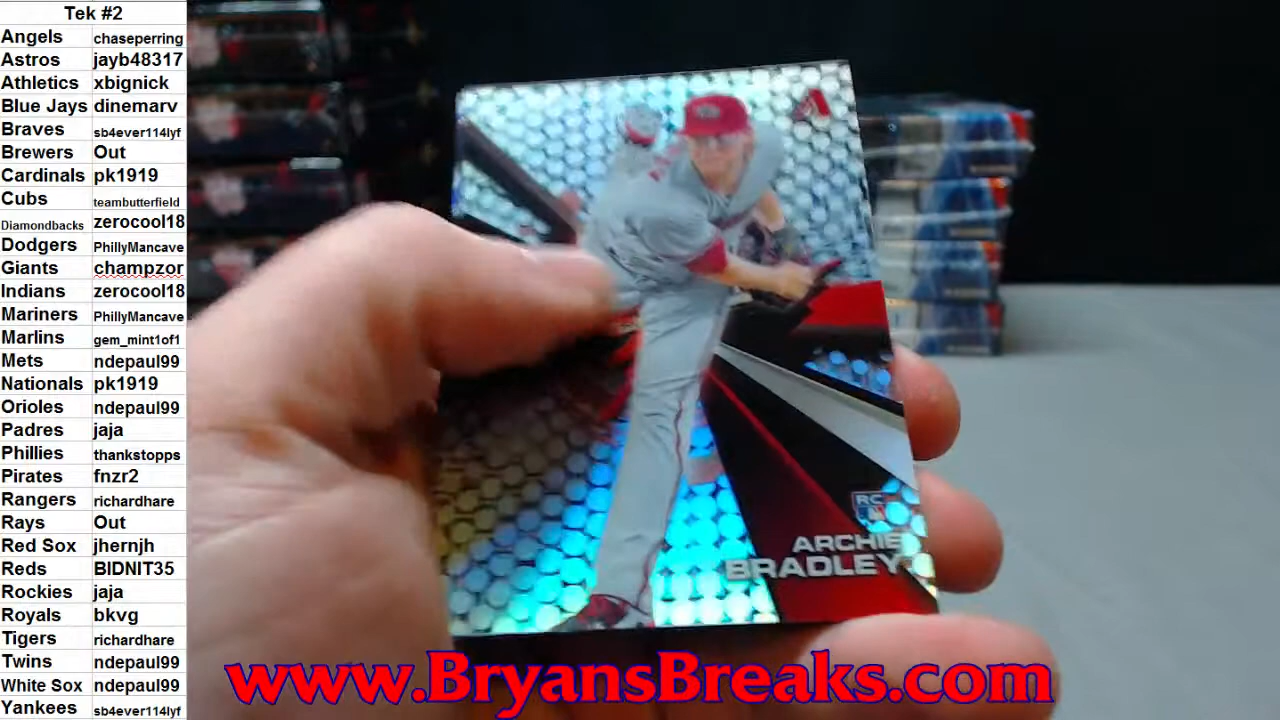 Tek #2
Angels chaseperring
Astros jayb48317
Athletics xbignick
Blue Jays dinemarv
Braves sb4ever114lyf
Brewers Out
Cardinals pk1919
Cubs teambutterfield
Diamondbacks zerocool18
Dodgers PhillyMancave
Giants champzor
Indians zerocool18
Mariners PhillyMancave
Marlins gem_mint1of1
Mets ndepaul99
Nationals pk1919
Orioles ndepaul99
Padres jaja
Phillies thankstopps
Pirates fnzr2
Rangers richardhare
Rays Out
Red Sox jhernjh
Reds BIDNIT35
Rockies jaja
Royals bkvg
Tigers richardhare
Twins ndepaul99
White Sox ndepaul99
Yankees sb4ever114lyf
RC
ARCHIE
BRADLEY
www.BryansBreaks.com